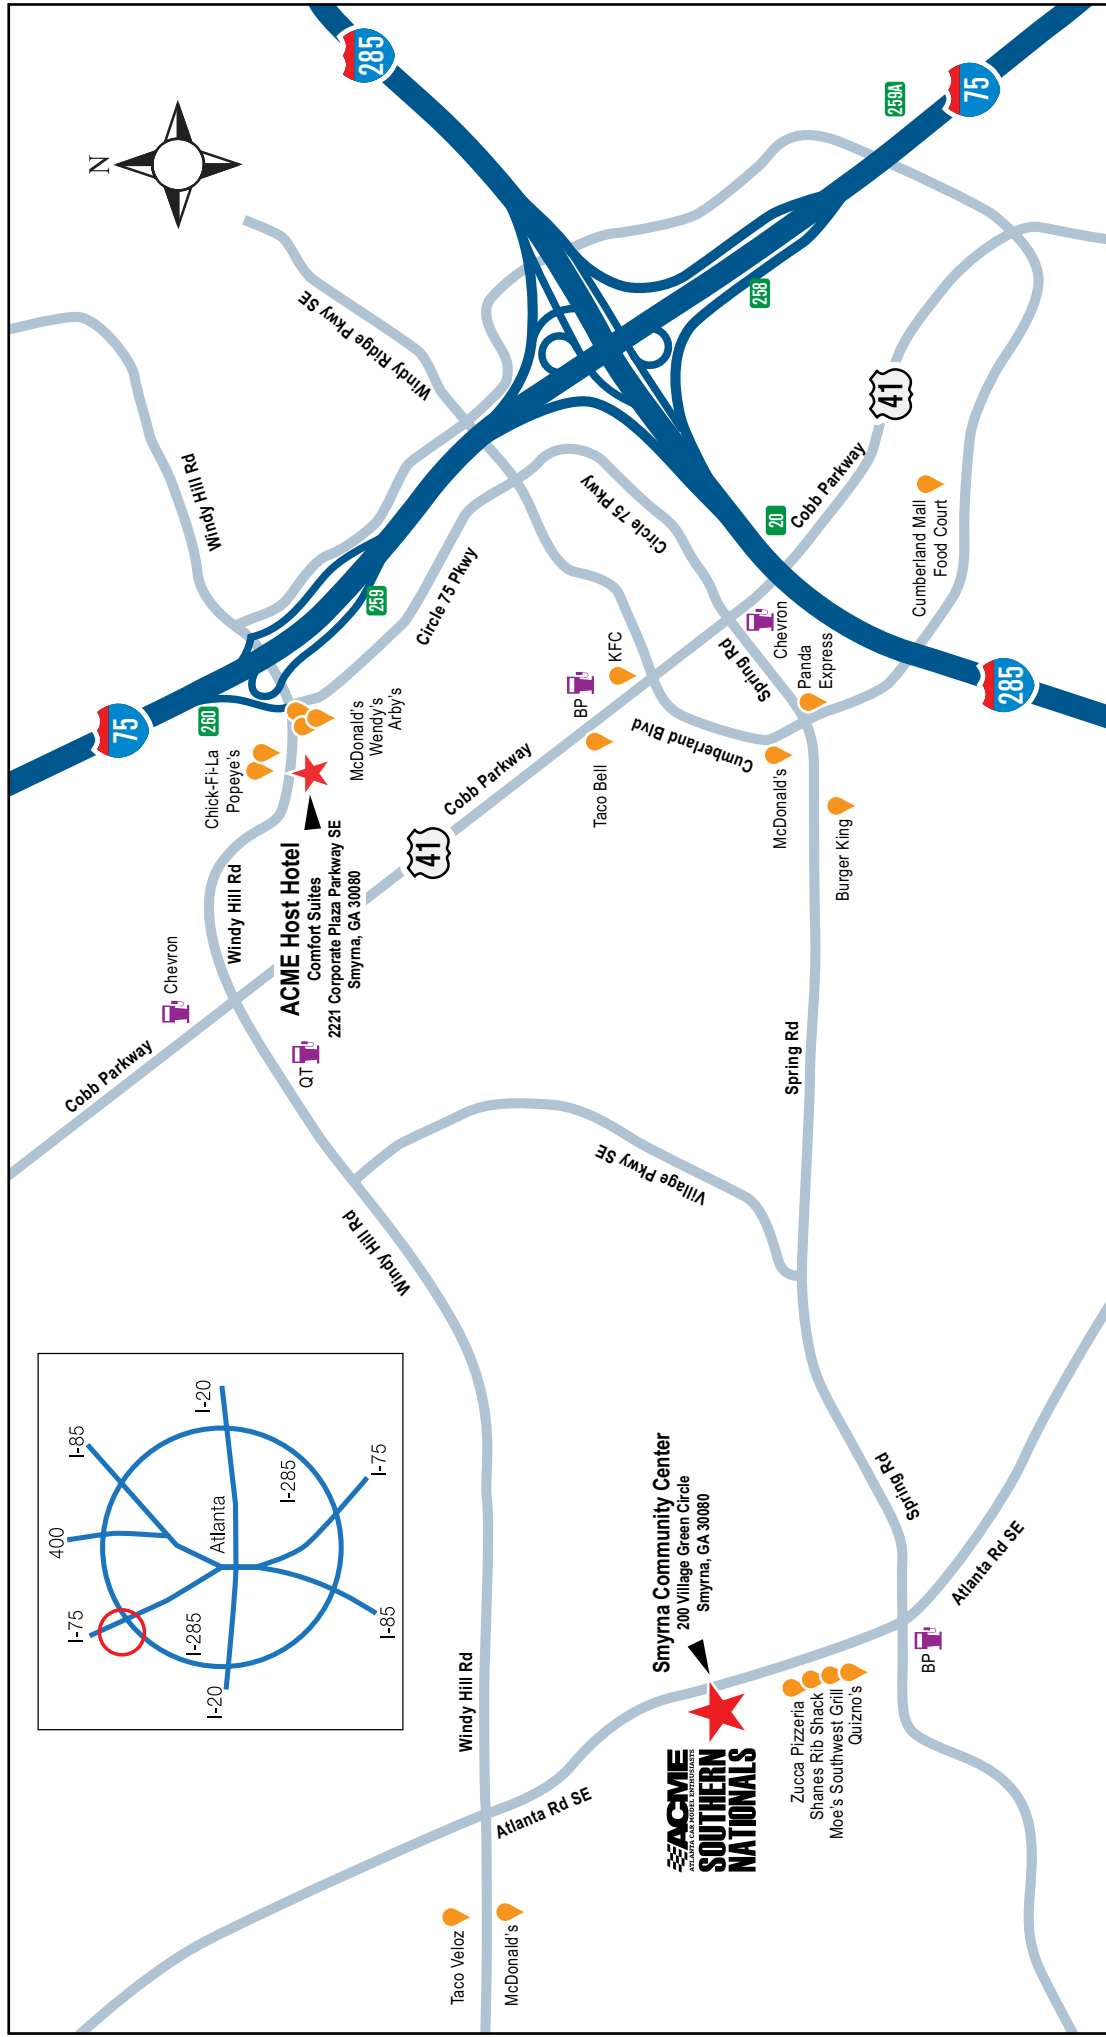 I-75
400
I-85
I-20
Atlanta
I-285
I-285
I-20
I-85
I-75
N
285
75
Cobb Parkway
Chevron
Windy Hill Rd
Windy Hill Rd
Windy Ridge Pkwy SE
Chick-Fi-La
Popeye's
260
259
McDonald's
Wendy's
Arby's
ACME Host Hotel
Comfort Suites
2221 Corporate Plaza Parkway SE
Smyrna, GA 30080
QT
Circle 75 Pkwy
Circle 75 Pkwy
41
Cobb Parkway
Windy Hill Rd
Windy Hill Rd
Taco Veloz
McDonald's
Atlanta Rd SE
Village Pkwy SE
BP
KFC
Taco Bell
Cumberland Blvd
Spring Rd
Chevron
20
Cobb Parkway
41
258
259A
75
Panda
Express
McDonald's
Burger King
Cumberland Mall
Food Court
285
Spring Rd
Smyrna Community Center
200 Village Green Circle
Smyrna, GA 30080
ACME
ATLANTA CAR MODEL ENTHUSIASTS
SOUTHERN
NATIONALS
Zucca Pizzeria
Shanes Rib Shack
Moe's Southwest Grill
Quizno's
Spring Rd
BP
Atlanta Rd SE